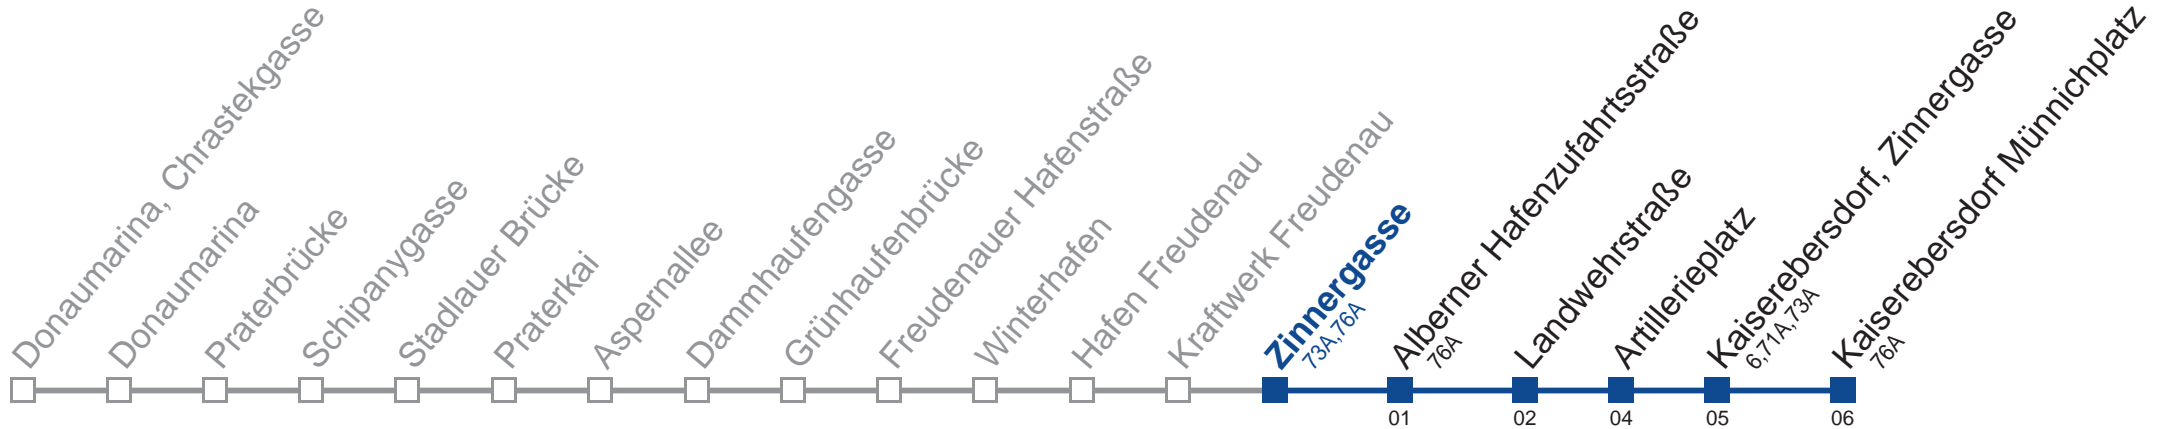 Donaumarina, Chrastekgasse
Donaumarina
Praterbrücke
Schipanygasse
Stadlauer Brücke
Praterkai
Aspernallee
Dammhaufengasse
Grünhaufenbrücke
Freudenauer Hafenstraße
Winterhafen
Hafen Freudenau
Kraftwerk Freudenau
Zinnergasse
73A,76A
Alberner Hafenzufahrtsstraße
76A
Landwehrstraße
Artillerieplatz
Kaiserebersdorf, Zinnergasse
6,71A,73A
Kaiserebersdorf Münnichplatz
76A
01
02
04
05
06